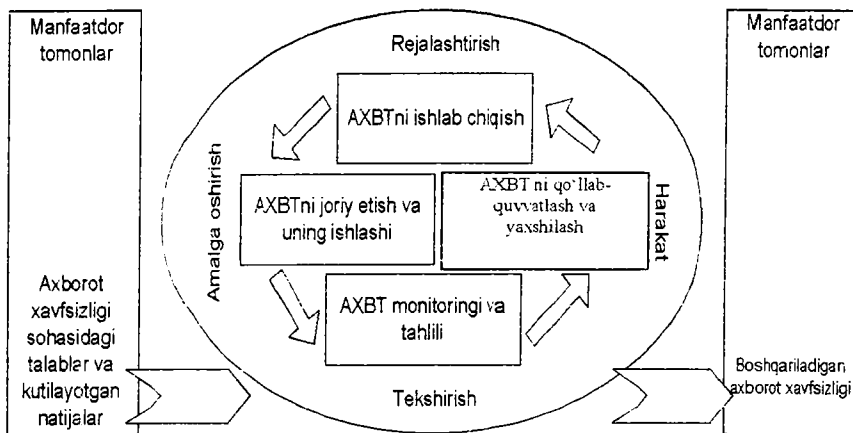 Manfaatdor
tomonlar
Axborot
xavfsizligi
sohasidagi
talablar va
kutilayotgan
natijalar
Rejalashtirish
AXBTni ishlab chiqish
Amalga oshirish
AXBTni joriy etish va
uning ishlashi
AXBT ni qo`llab-
quvvatlash va
yaxshilash
Harakat
AXBT monitoringi va
tahlili
Tekshirish
Manfaatdor
tomonlar
Boshqariladigan
axborot xavfsizligi